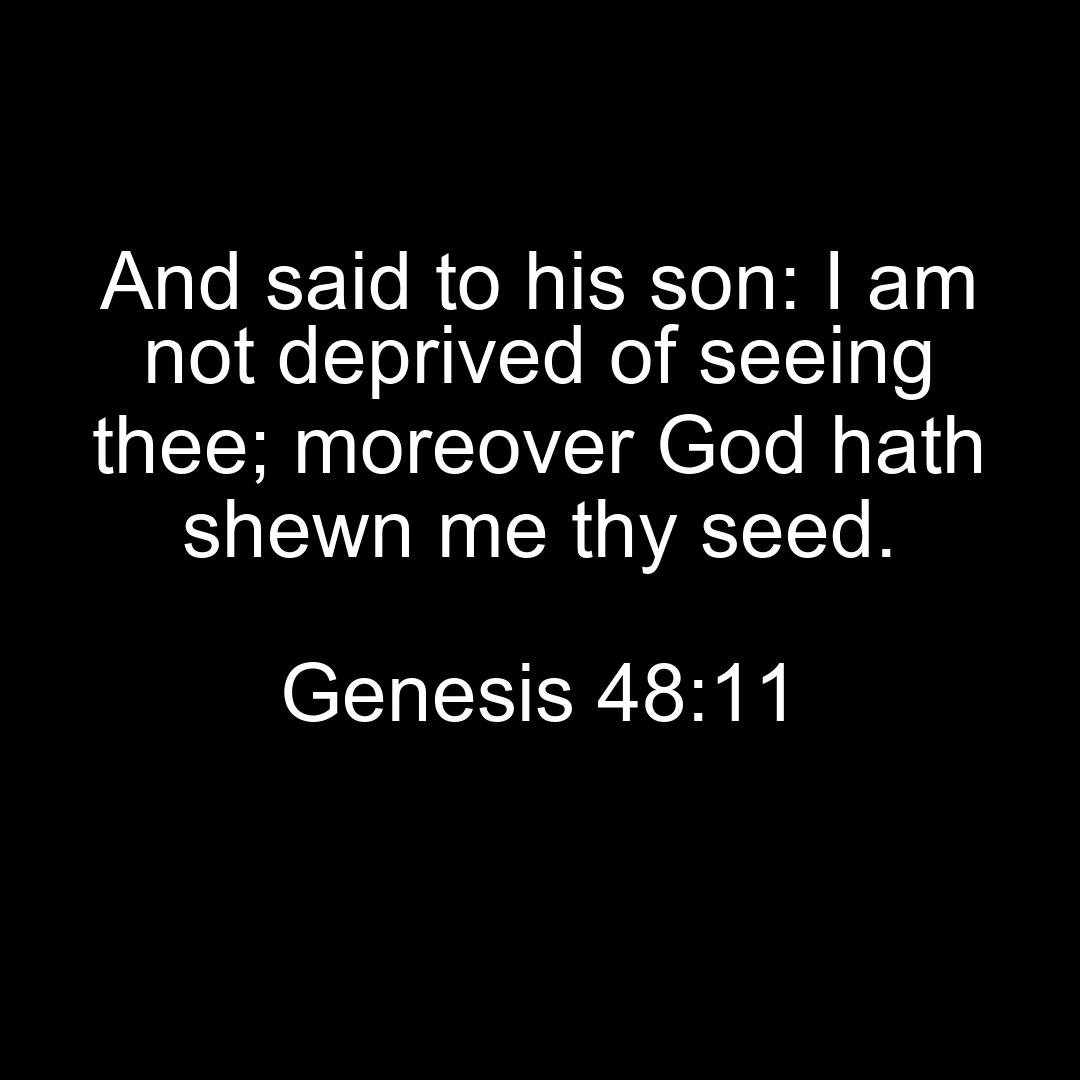 And said to his son: I am
not deprived of seeing
thee; moreover God hath
shewn me thy seed.
Genesis 48:11